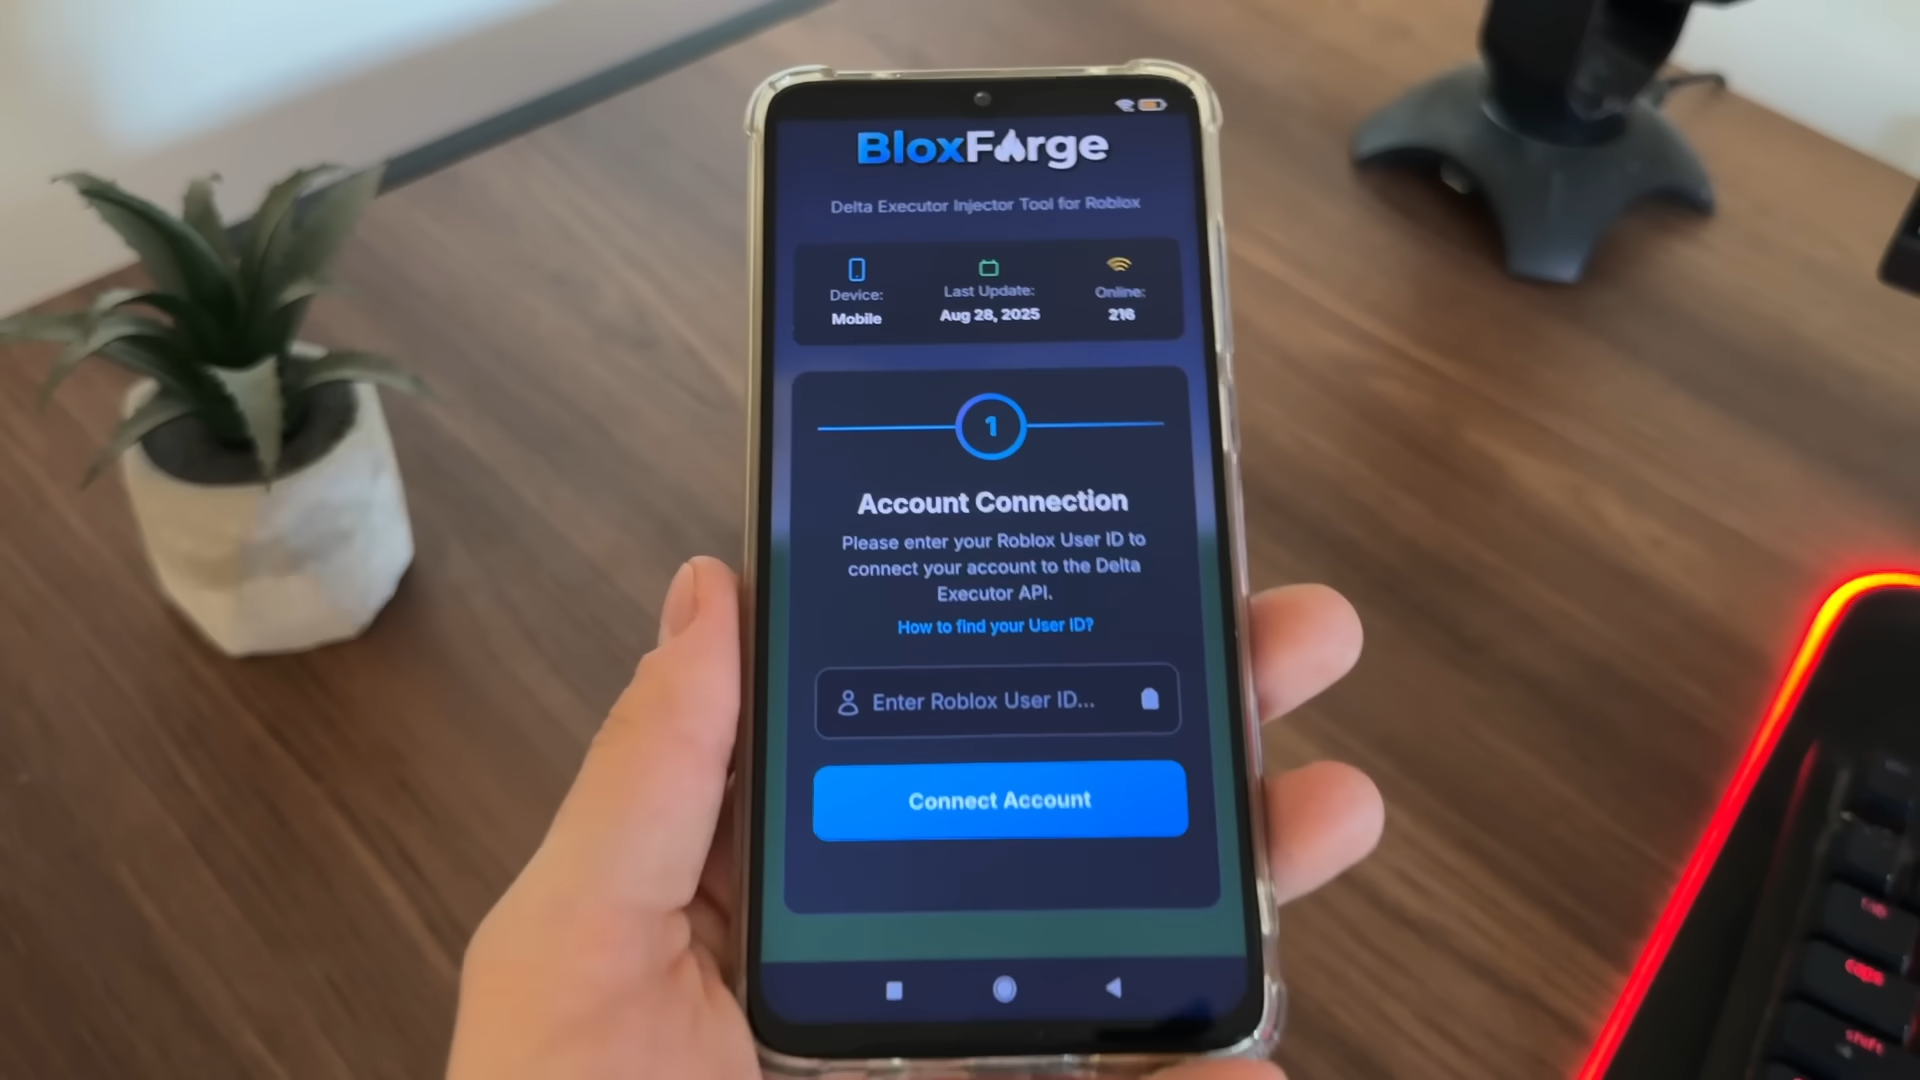 BloxForge
Delta Executor Injector Tool for Roblox
Device:
Mobile
Last Update:
Aug 28, 2025
Online:
216
1
Account Connection
Please enter your Roblox User ID to
connect your account to the Delta
Executor API.
How to find your User ID?
Enter Roblox User ID...
Connect Account
caps
shift